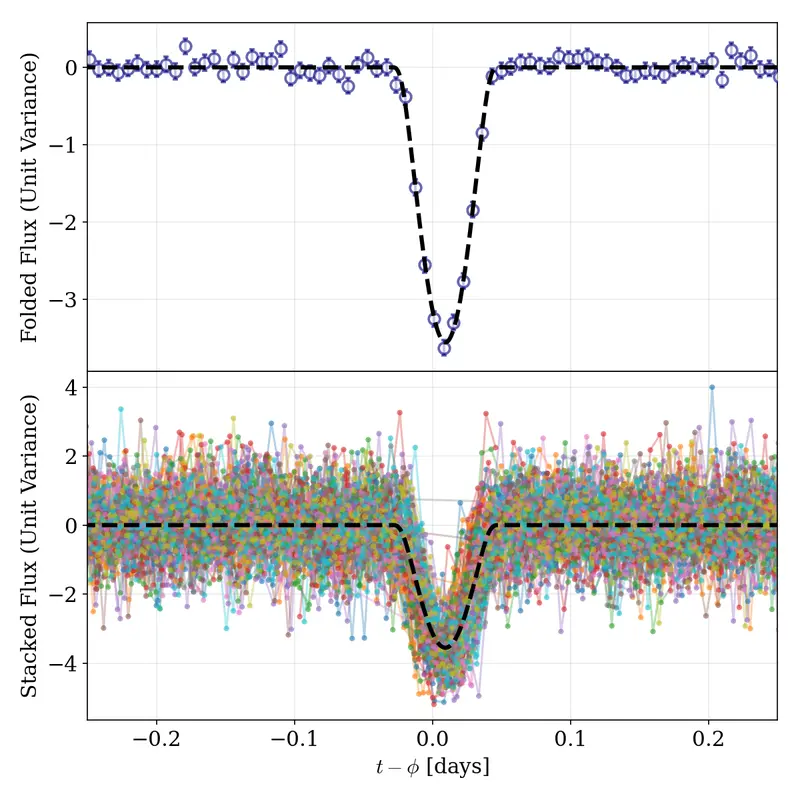 Folded Flux (Unit Variance)
0
−1
−2
−3
Stacked Flux (Unit Variance)
4
2
0
−2
−4
−0.2 −0.1 0.0 0.1 0.2
t − ϕ [days]